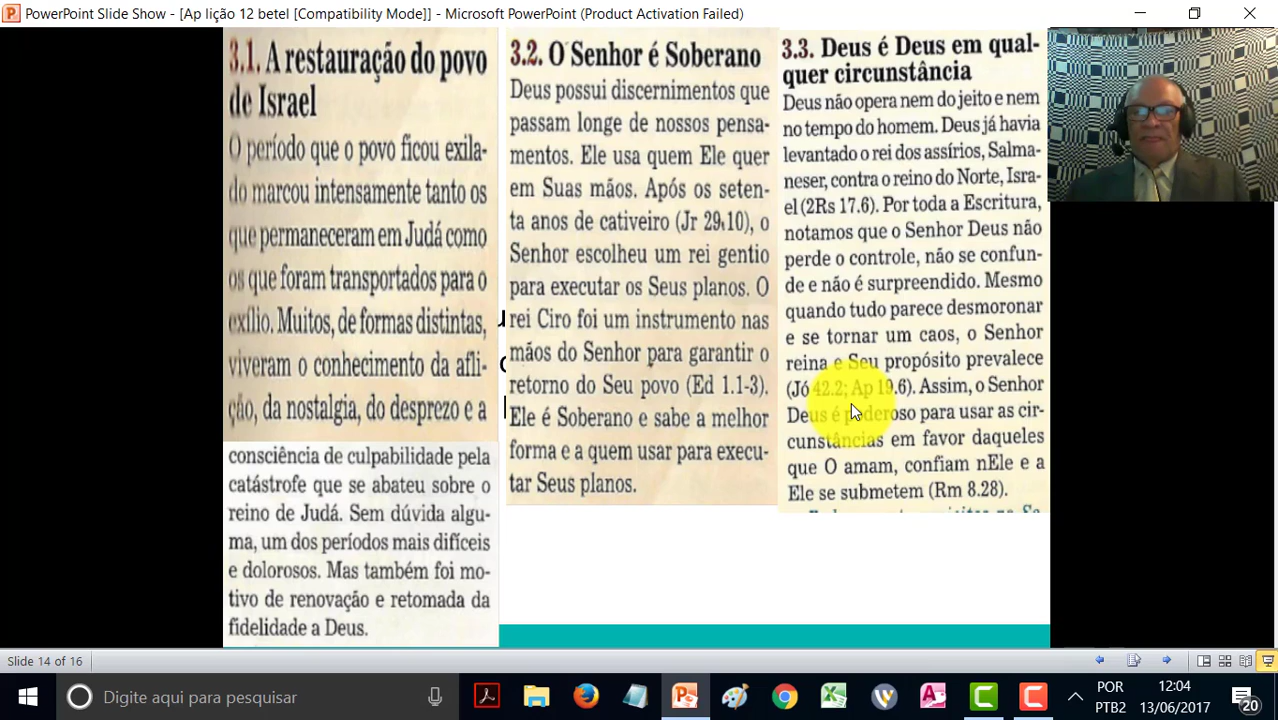 PowerPoint Slide Show - [Ap lição 12 betel [Compatibility Mode]] - Microsoft PowerPoint (Product Activation Failed)
3.1. A restauração do povo
de Israel
O período que o povo ficou exila-
do marcou intensamente tanto os
que permaneceram em Judá como
os que foram transportados para o
exílio. Muitos, de formas distintas,
viveram o conhecimento da afli-
ção, da nostalgia, do desprezo e a
consciência de culpabilidade pela
catástrofe que se abateu sobre o
reino de Judá. Sem dúvida algu-
ma, um dos períodos mais difíceis
e dolorosos. Mas também foi mo-
tivo de renovação e retomada da
fidelidade a Deus.
3.2. O Senhor é Soberano
Deus possui discernimentos que
passam longe de nossos pensa-
mentos. Ele usa quem Ele quer
em Suas mãos. Após os seten-
ta anos de cativeiro (Jr 29.10), o
Senhor escolheu um rei gentio
para executar os Seus planos. O
rei Ciro foi um instrumento nas
mãos do Senhor para garantir o
retorno do Seu povo (Ed 1.1-3).
Ele é Soberano e sabe a melhor
forma e a quem usar para execu-
tar Seus planos.
3.3. Deus é Deus em qual-
quer circunstância
Deus não opera nem do jeito e nem
no tempo do homem. Deus já havia
levantado o rei dos assírios, Salma-
neser, contra o reino do Norte, Isra-
el (2Rs 17.6). Por toda a Escritura,
notamos que o Senhor Deus não
perde o controle, não se confun-
de e não é surpreendido. Mesmo
quando tudo parece desmoronar
e se tornar um caos, o Senhor
reina e Seu propósito prevalece
(Jó 42.2; Ap 19.6). Assim, o Senhor
Deus é poderoso para usar as cir-
cunstâncias em favor daqueles
que O amam, confiam nEle e a
Ele se submetem (Rm 8.28).
Slide 14 of 16
Digite aqui para pesquisar
POR
PTB2
12:04
13/06/2017
20